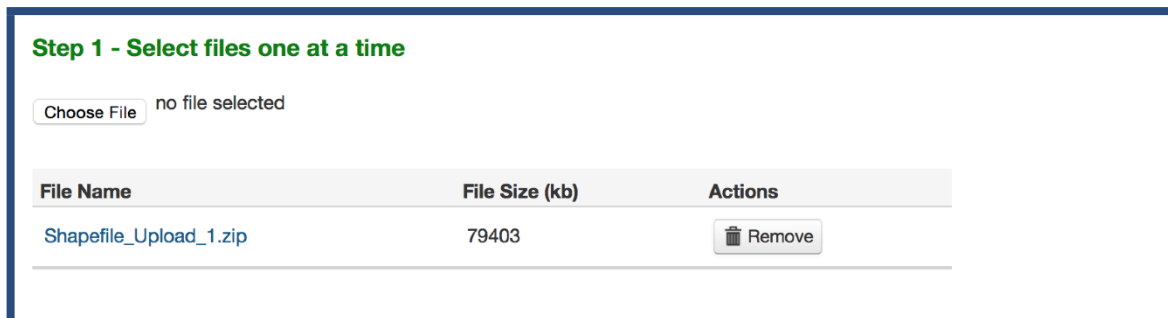 Step 1 - Select files one at a time
Choose File no file selected
File Name File Size (kb) Actions
Shapefile_Upload_1.zip 79403 Remove